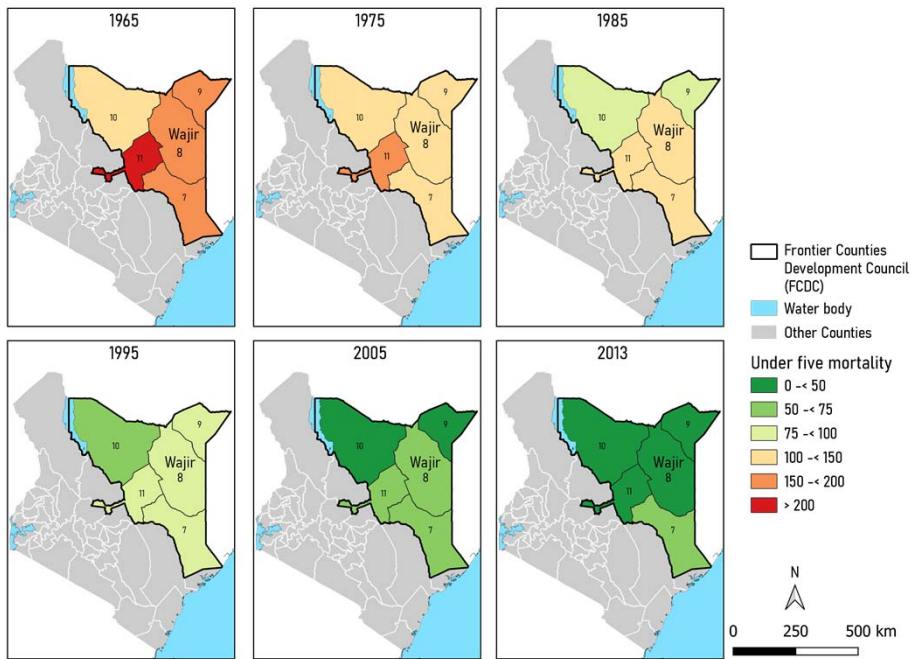 1965
1975
1985
10
9
Wajir
8
11
7
10
9
Wajir
8
11
7
10
9
Wajir
8
11
7
Frontier Counties
Development Council
(FCDC)
Water body
Other Counties
Under five mortality
0 -< 50
50 -< 75
75 -< 100
100 -< 150
150 -< 200
> 200
1995
2005
2013
10
9
Wajir
8
11
7
10
9
Wajir
8
11
7
10
9
Wajir
8
11
7
N
0 250 500 km